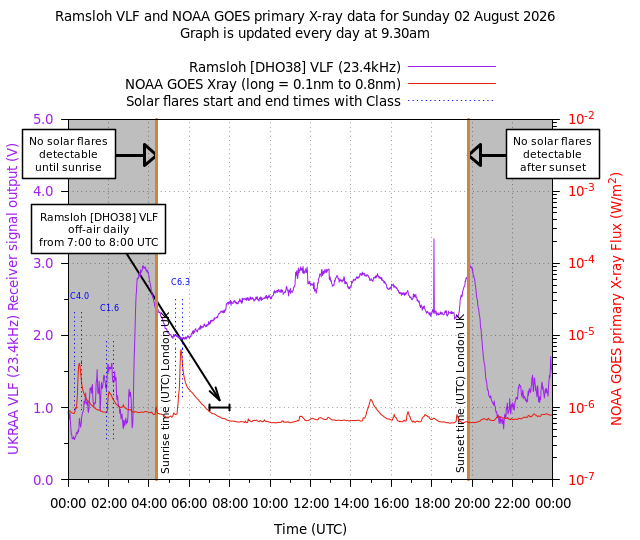 Ramsloh VLF and NOAA GOES primary X-ray data for Sunday 02 August 2026
Graph is updated every day at 9.30am
Ramsloh [DHO38] VLF (23.4kHz)
NOAA GOES Xray (long = 0.1nm to 0.8nm)
Solar flares start and end times with Class
5.0
4.0
3.0
2.0
1.0
0.0
UKRAA VLF (23.4kHz) Receiver signal output (V)
No solar flares
detectable
until sunrise
Ramsloh [DHO38] VLF
off-air daily
from 7:00 to 8:00 UTC
C4.0
C1.6
C6.3
Sunrise time (UTC) London UK
Sunset time (UTC) London UK
No solar flares
detectable
after sunset
10-2
10-3
10-4
10-5
10-6
10-7
NOAA GOES primary X-ray Flux (W/m2)
00:00 02:00 04:00 06:00 08:00 10:00 12:00 14:00 16:00 18:00 20:00 22:00 00:00
Time (UTC)